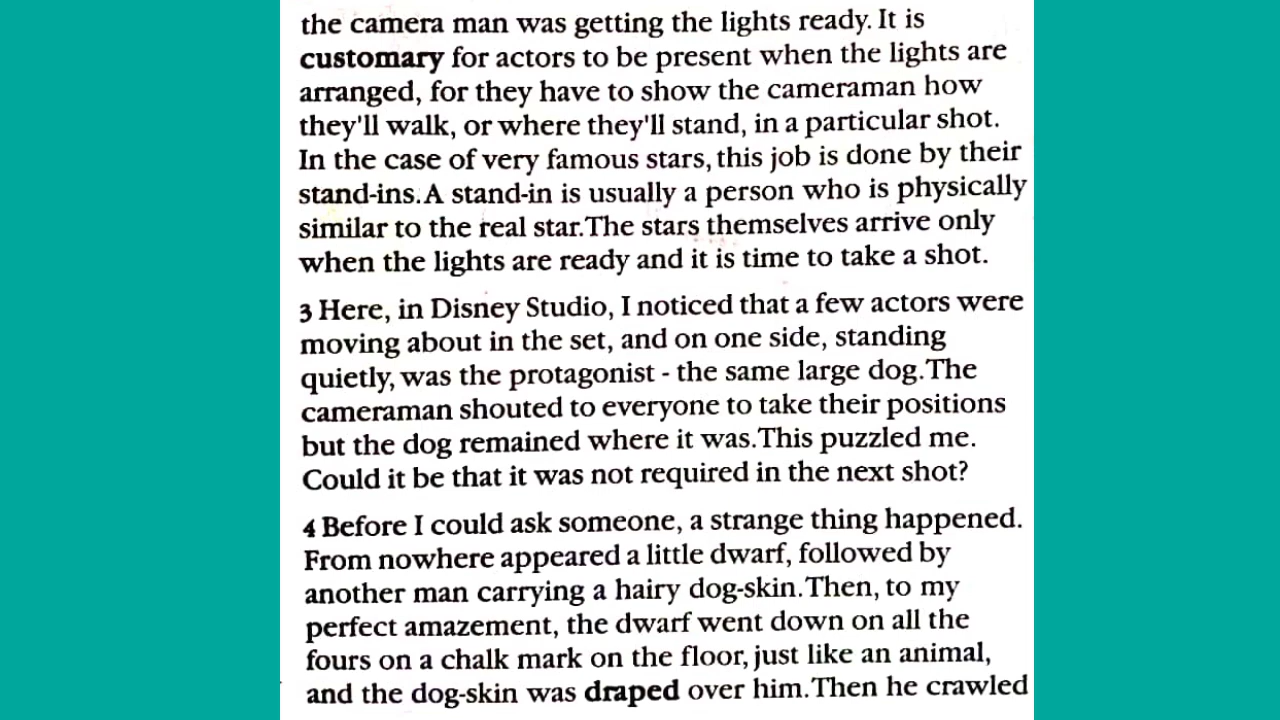 the camera man was getting the lights ready. It is
customary for actors to be present when the lights are
arranged, for they have to show the cameraman how
they'll walk, or where they'll stand, in a particular shot.
In the case of very famous stars, this job is done by their
stand-ins. A stand-in is usually a person who is physically
similar to the real star. The stars themselves arrive only
when the lights are ready and it is time to take a shot.
3 Here, in Disney Studio, I noticed that a few actors were
moving about in the set, and on one side, standing
quietly, was the protagonist - the same large dog. The
cameraman shouted to everyone to take their positions
but the dog remained where it was. This puzzled me.
Could it be that it was not required in the next shot?
4 Before I could ask someone, a strange thing happened.
From nowhere appeared a little dwarf, followed by
another man carrying a hairy dog-skin. Then, to my
perfect amazement, the dwarf went down on all the
fours on a chalk mark on the floor, just like an animal,
and the dog-skin was draped over him. Then he crawled